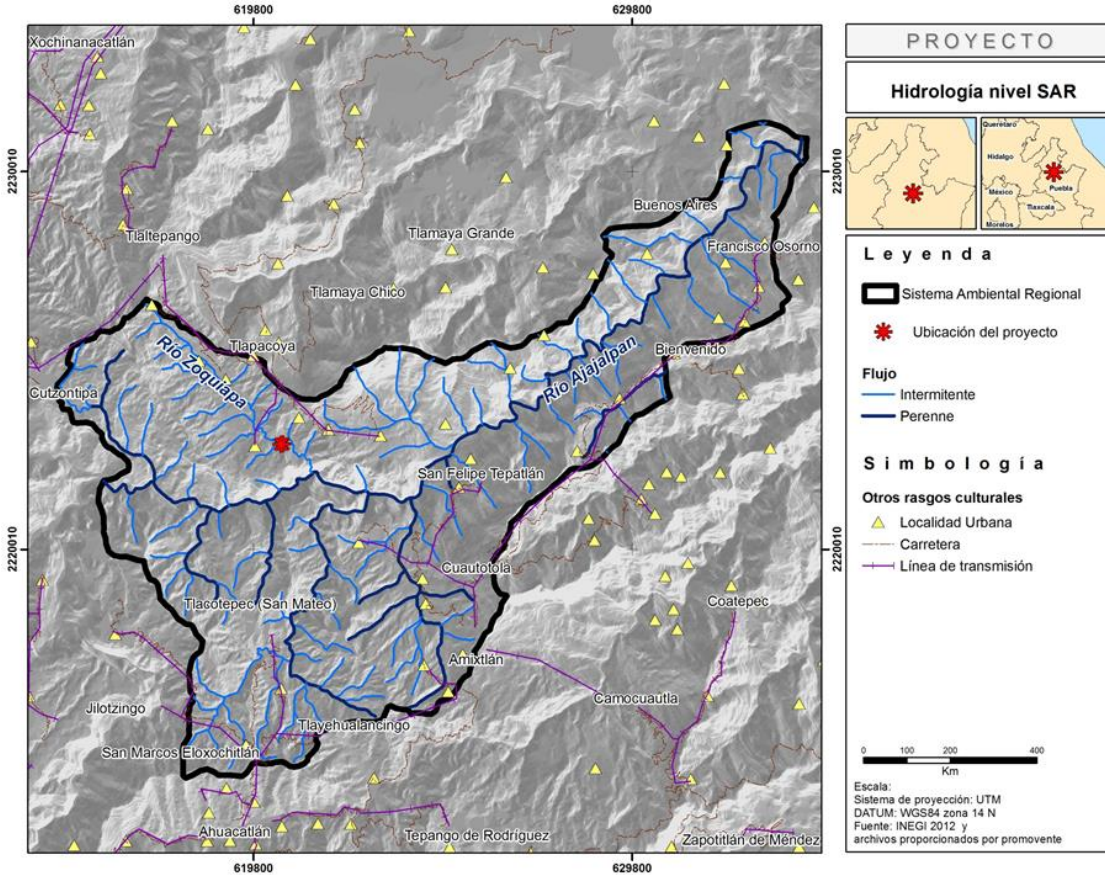 619800
629800
Xochinanacatlán
2230010
2230010
Buenos Aires
Tlaltepango
Tlamaya Grande
Francisco Osorno
Tlamaya Chico
Tlapacoya
Río Zoquiapa
Bienvenido
Río Ajajalpan
Cutzontipa
San Felipe Tepatlán
2220010
2220010
Cuautotola
Tlacotepec (San Mateo)
Coatepec
Amixtlán
Camocuautla
Jilotzingo
Tlayehualancingo
San Marcos Eloxochitlán
Ahuacatlán
Tepango de Rodríguez
Zapotitlán de Méndez
619800
629800
PROYECTO
Hidrología nivel SAR
Querétaro
Hidalgo
México
Puebla
Tlaxcala
Morelos
Leyenda
Sistema Ambiental Regional
Ubicación del proyecto
Flujo
Intermitente
Perenne
Simbología
Otros rasgos culturales
Localidad Urbana
Carretera
Línea de transmisión
0 100 200 400
Km
Escala:
Sistema de proyección: UTM
DATUM: WGS84 zona 14 N
Fuente: INEGI 2012 y
archivos proporcionados por promovente